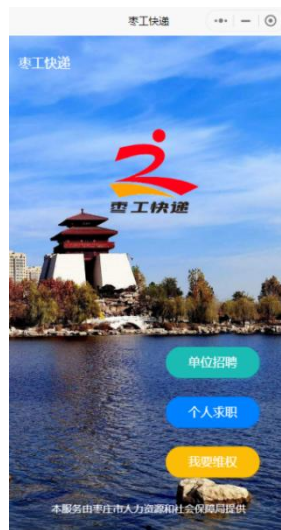 枣工快递
枣工快递
枣工快递
单位招聘
个人求职
我要维权
本服务由枣庄市人力资源和社会保障局提供